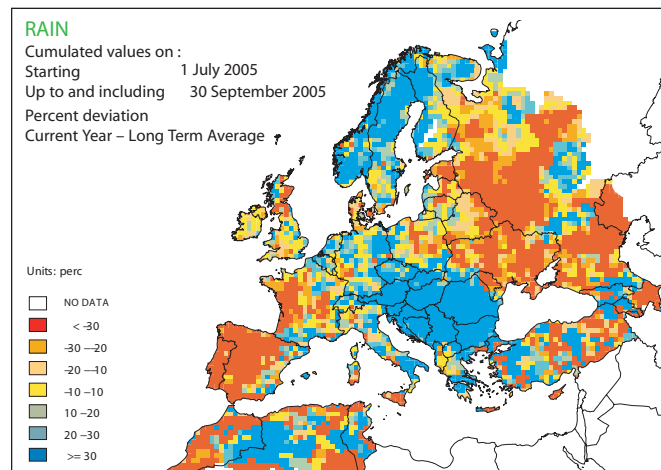 RAIN
Cumulated values on :
Starting 1 July 2005
Up to and including 30 September 2005
Percent deviation
Current Year – Long Term Average
Units: perc
NO DATA
< -30
-30 –-20
-20 –-10
-10 –10
10 –20
20 –30
>= 30